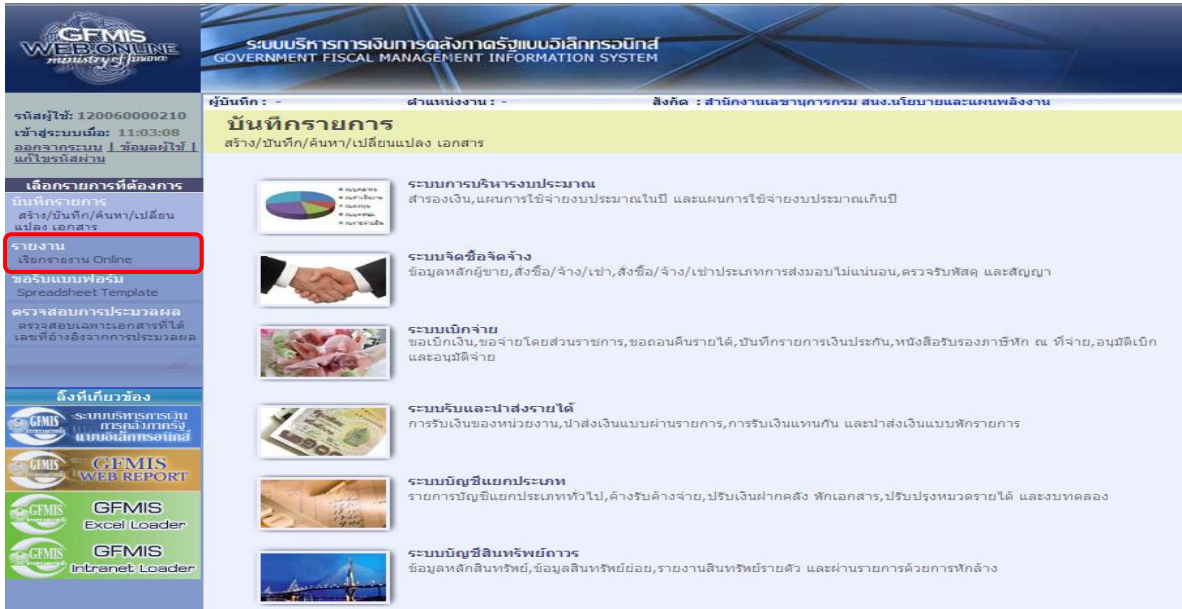 GFMIS
WEB ONLINE
ministry of finance
ระบบบริหารการเงินการคลังภาครัฐแบบอิเล็กทรอนิกส์
GOVERNMENT FISCAL MANAGEMENT INFORMATION SYSTEM
ผู้บันทึก : - ตำแหน่งงาน : - สังกัด : สำนักงานเลขานุการกรม สนง.นโยบายและแผนพลังงาน
รหัสผู้ใช้: 120060000210
เข้าสู่ระบบเมื่อ: 11:03:08
ออกจากระบบ | ข้อมูลผู้ใช้ |
แก้ไขรหัสผ่าน
เลือกรายการที่ต้องการ
บันทึกรายการ
สร้าง/บันทึก/ค้นหา/เปลี่ยน
แปลง เอกสาร
รายงาน
เรียกรายงาน Online
ขอรับแบบฟอร์ม
Spreadsheet Template
ตรวจสอบการประมวลผล
ตรวจสอบเฉพาะเอกสารที่ได้
เลขที่อ้างอิงจากการประมวลผล
ลิ้งที่เกี่ยวข้อง
GFMIS ระบบบริหารการเงิน
การคลังภาครัฐ
แบบอิเล็กทรอนิกส์
GFMIS GFMIS
WEB REPORT
GFMIS GFMIS
Excel Loader
GFMIS GFMIS
Intranet Loader
บันทึกรายการ
สร้าง/บันทึก/ค้นหา/เปลี่ยนแปลง เอกสาร
ระบบการบริหารงบประมาณ
สำรองเงิน,แผนการใช้จ่ายงบประมาณในปี และแผนการใช้จ่ายงบประมาณเกินปี
ระบบจัดซื้อจัดจ้าง
ข้อมูลหลักผู้ขาย,สั่งซื้อ/จ้าง/เช่า,สั่งซื้อ/จ้าง/เช่าประเภทการส่งมอบไม่แน่นอน,ตรวจรับพัสดุ และสัญญา
ระบบเบิกจ่าย
ขอเบิกเงิน,ขอจ่ายโดยส่วนราชการ,ขอถอนคืนรายได้,บันทึกรายการเงินประกัน,หนังสือรับรองภาษีหัก ณ ที่จ่าย,อนุมัติเบิก
และอนุมัติจ่าย
ระบบรับและนำส่งรายได้
การรับเงินของหน่วยงาน,นำส่งเงินแบบผ่านรายการ,การรับเงินแทนกัน และนำส่งเงินแบบพักรายการ
ระบบบัญชีแยกประเภท
รายการบัญชีแยกประเภททั่วไป,ค้างรับค้างจ่าย,ปรับเงินฝากคลัง พักเอกสาร,ปรับปรุงหมวดรายได้ และงบทดลอง
ระบบบัญชีสินทรัพย์ถาวร
ข้อมูลหลักสินทรัพย์,ข้อมูลสินทรัพย์ย่อย,รายงานสินทรัพย์รายตัว และผ่านรายการด้วยการหักล้าง